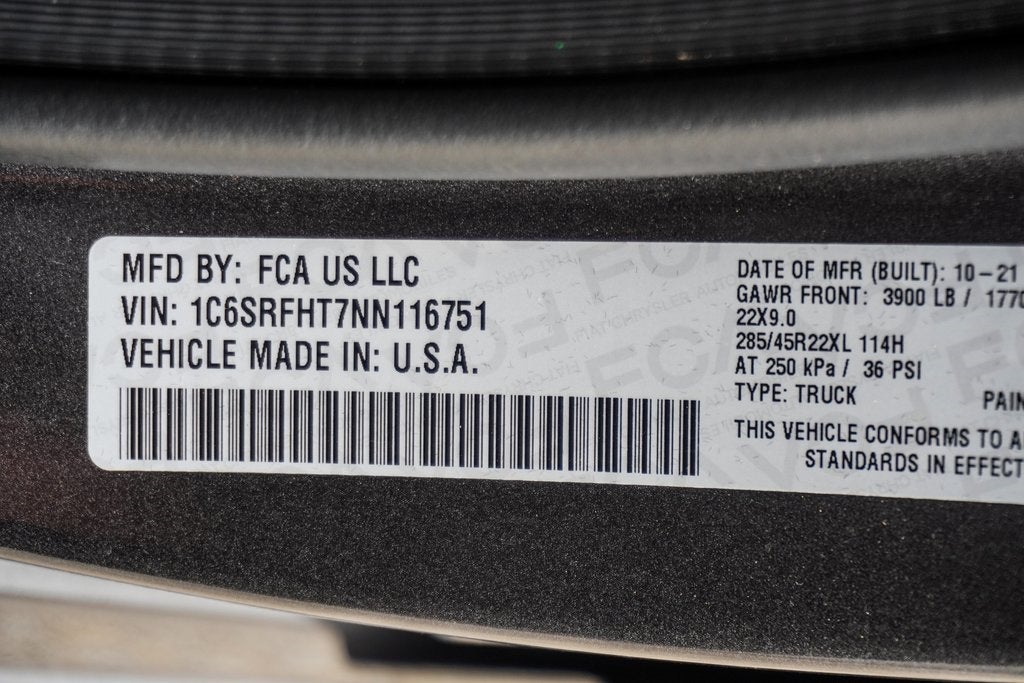 MFD BY: FCA US LLC
VIN: 1C6SRFHT7NN116751
VEHICLE MADE IN: U.S.A.
DATE OF MFR (BUILT): 10-21
GAWR FRONT: 3900 LB / 1770
22X9.0
285/45R22XL 114H
AT 250 kPa / 36 PSI
TYPE: TRUCK PAIN
THIS VEHICLE CONFORMS TO A
STANDARDS IN EFFECT